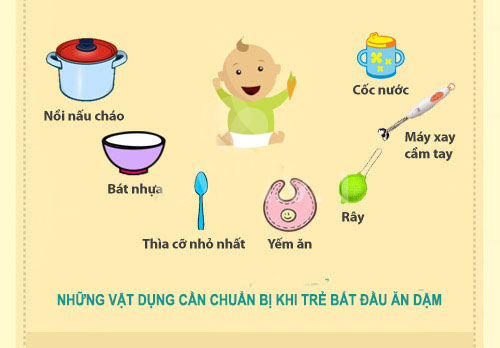 Nồi nấu cháo
Cốc nước
Máy xay
cầm tay
Bát nhựa
Rây
Thìa cỡ nhỏ nhất
Yếm ăn
NHỮNG VẬT DỤNG CẦN CHUẨN BỊ KHI TRẺ BẮT ĐẦU ĂN DẶM